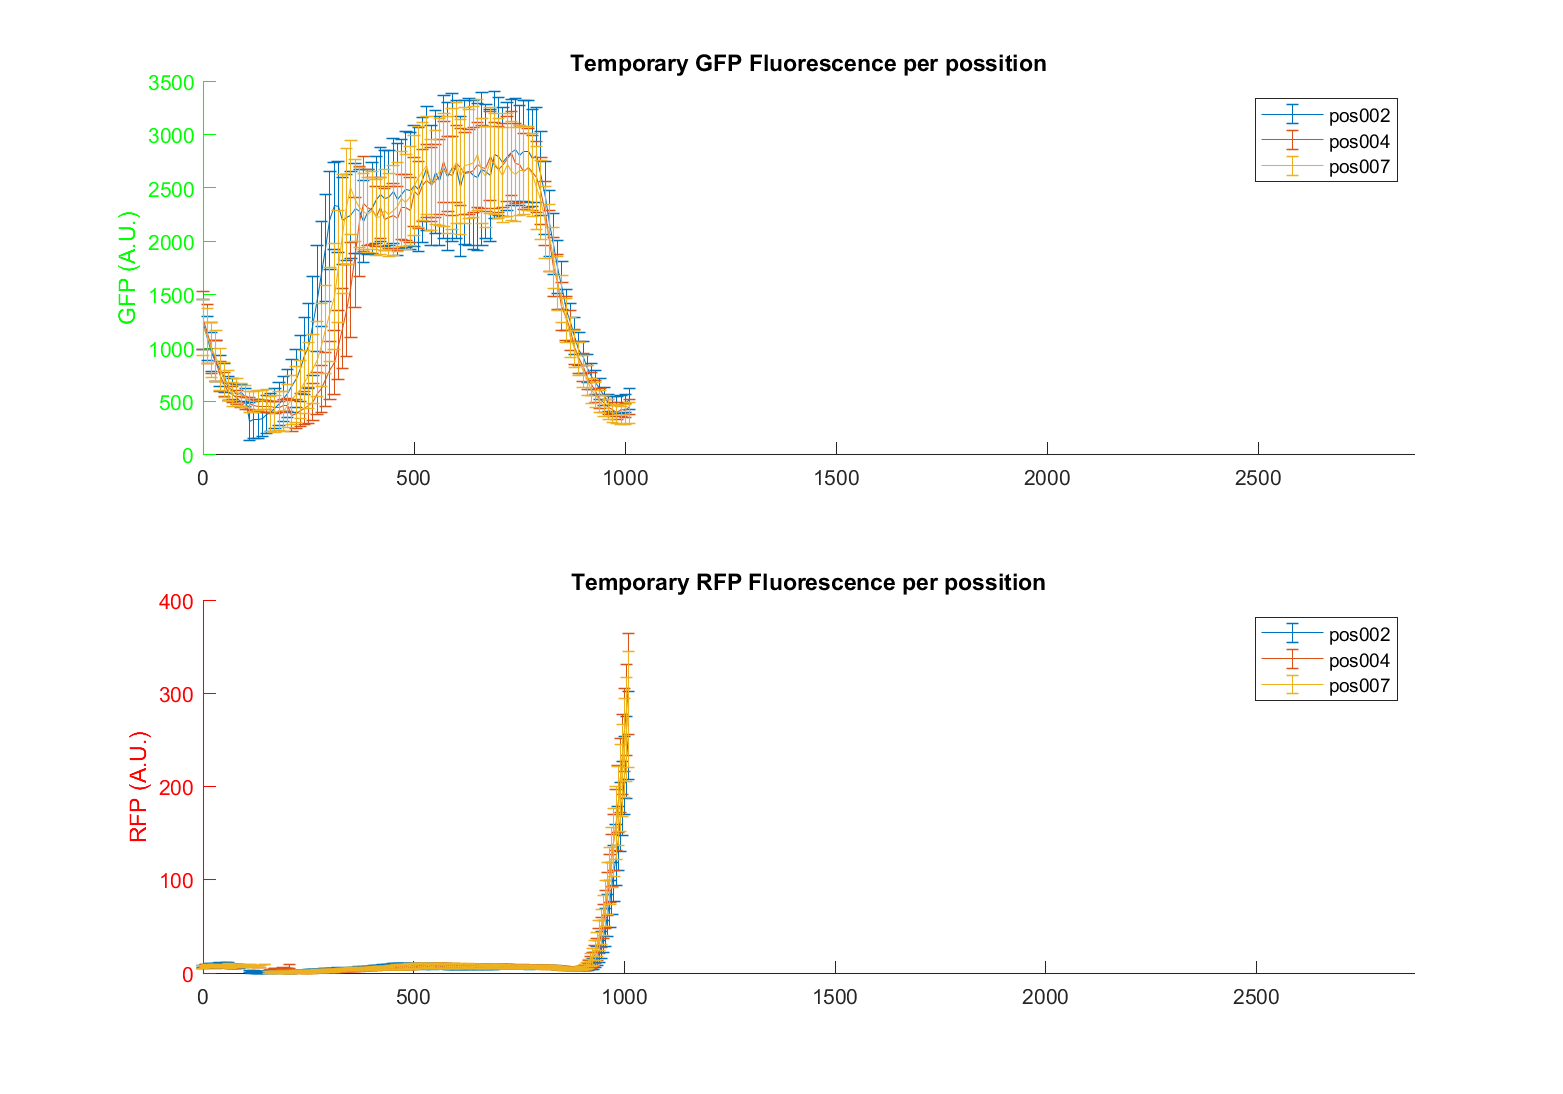 Temporary GFP Fluorescence per possition
3500
3000
2500
2000
1500
1000
500
0
GFP (A.U.)
pos002
pos004
pos007
0 500 1000 1500 2000 2500
Temporary RFP Fluorescence per possition
400
300
200
100
0
RFP (A.U.)
pos002
pos004
pos007
0 500 1000 1500 2000 2500